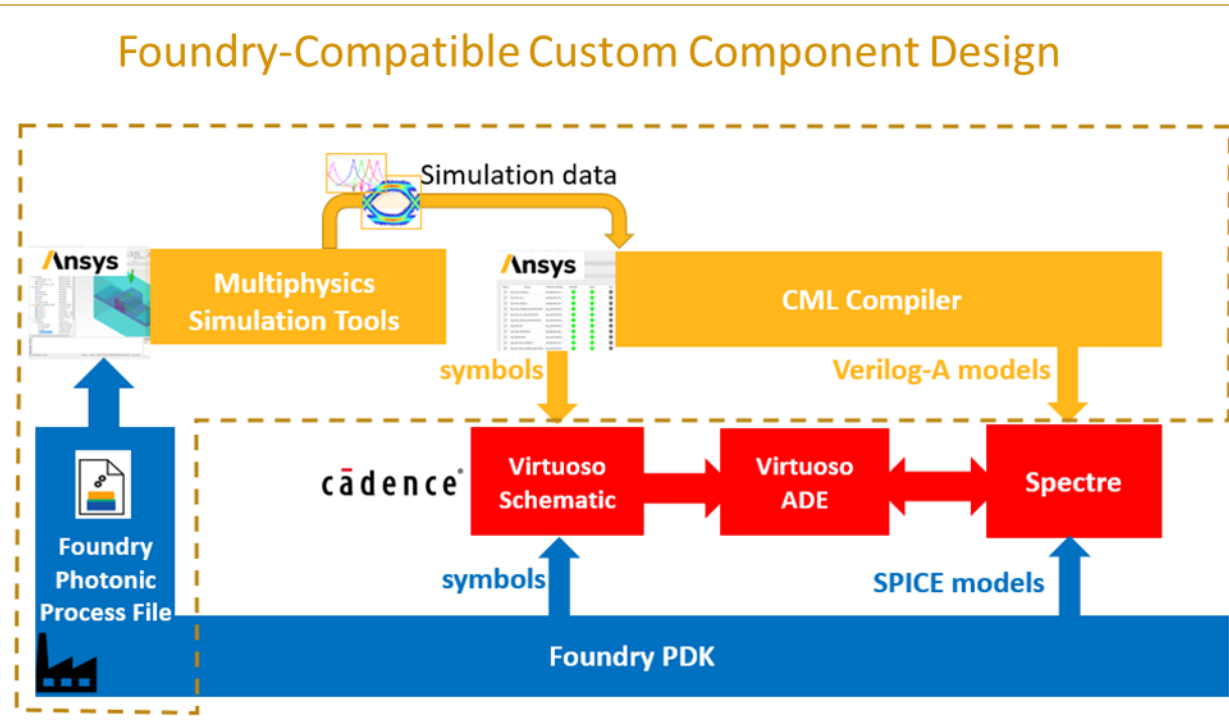 Foundry-Compatible Custom Component Design
Simulation data
Ansys
Multiphysics
Simulation Tools
Ansys
CML Compiler
symbols
Verilog-A models
cādence®
Virtuoso
Schematic
Virtuoso
ADE
Spectre
Foundry
Photonic
Process File
symbols
SPICE models
Foundry PDK